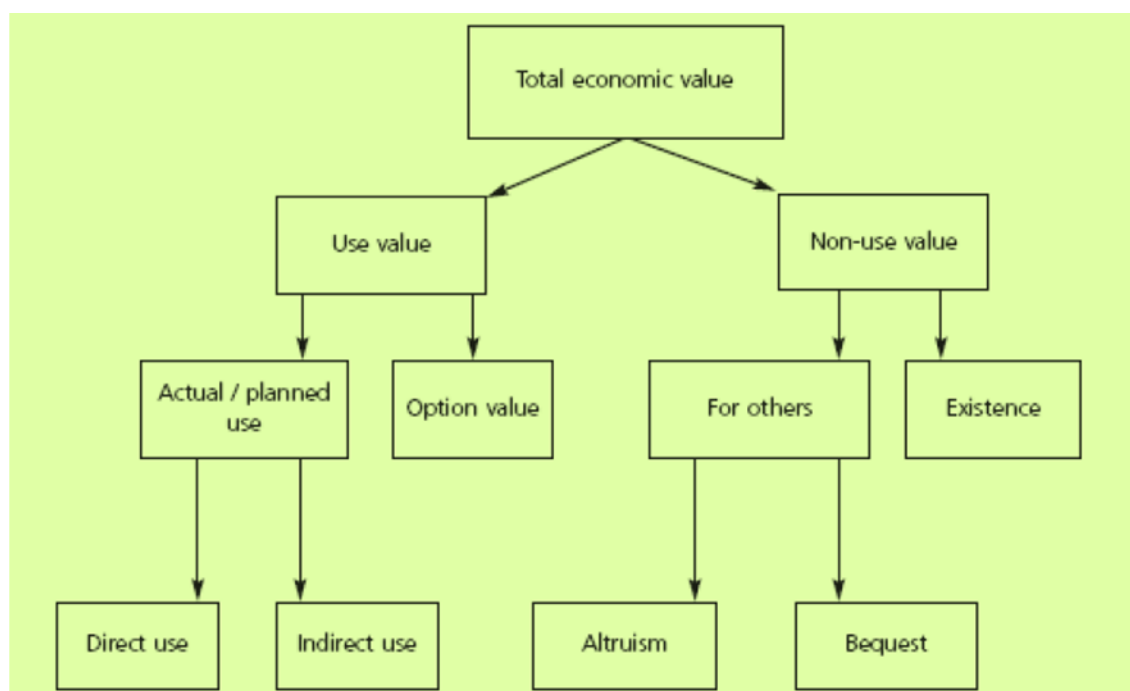 Total economic value
Use value
Non-use value
Actual / planned
use
Option value
For others
Existence
Direct use
Indirect use
Altruism
Bequest